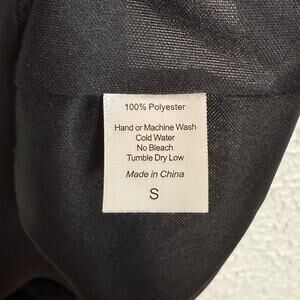 100% Polyester
Hand or Machine Wash
Cold Water
No Bleach
Tumble Dry Low
Made in China
S